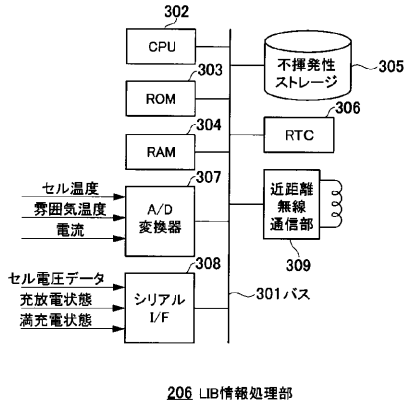 302
CPU
303
ROM
304
RAM
305
不揮発性
ストレージ
306
RTC
307
セル温度
雰囲気温度
電流
A/D
変換器
近距離
無線
通信部
309
308
セル電圧データ
充放電状態
満充電状態
シリアル
I/F
301バス
206 LIB情報処理部